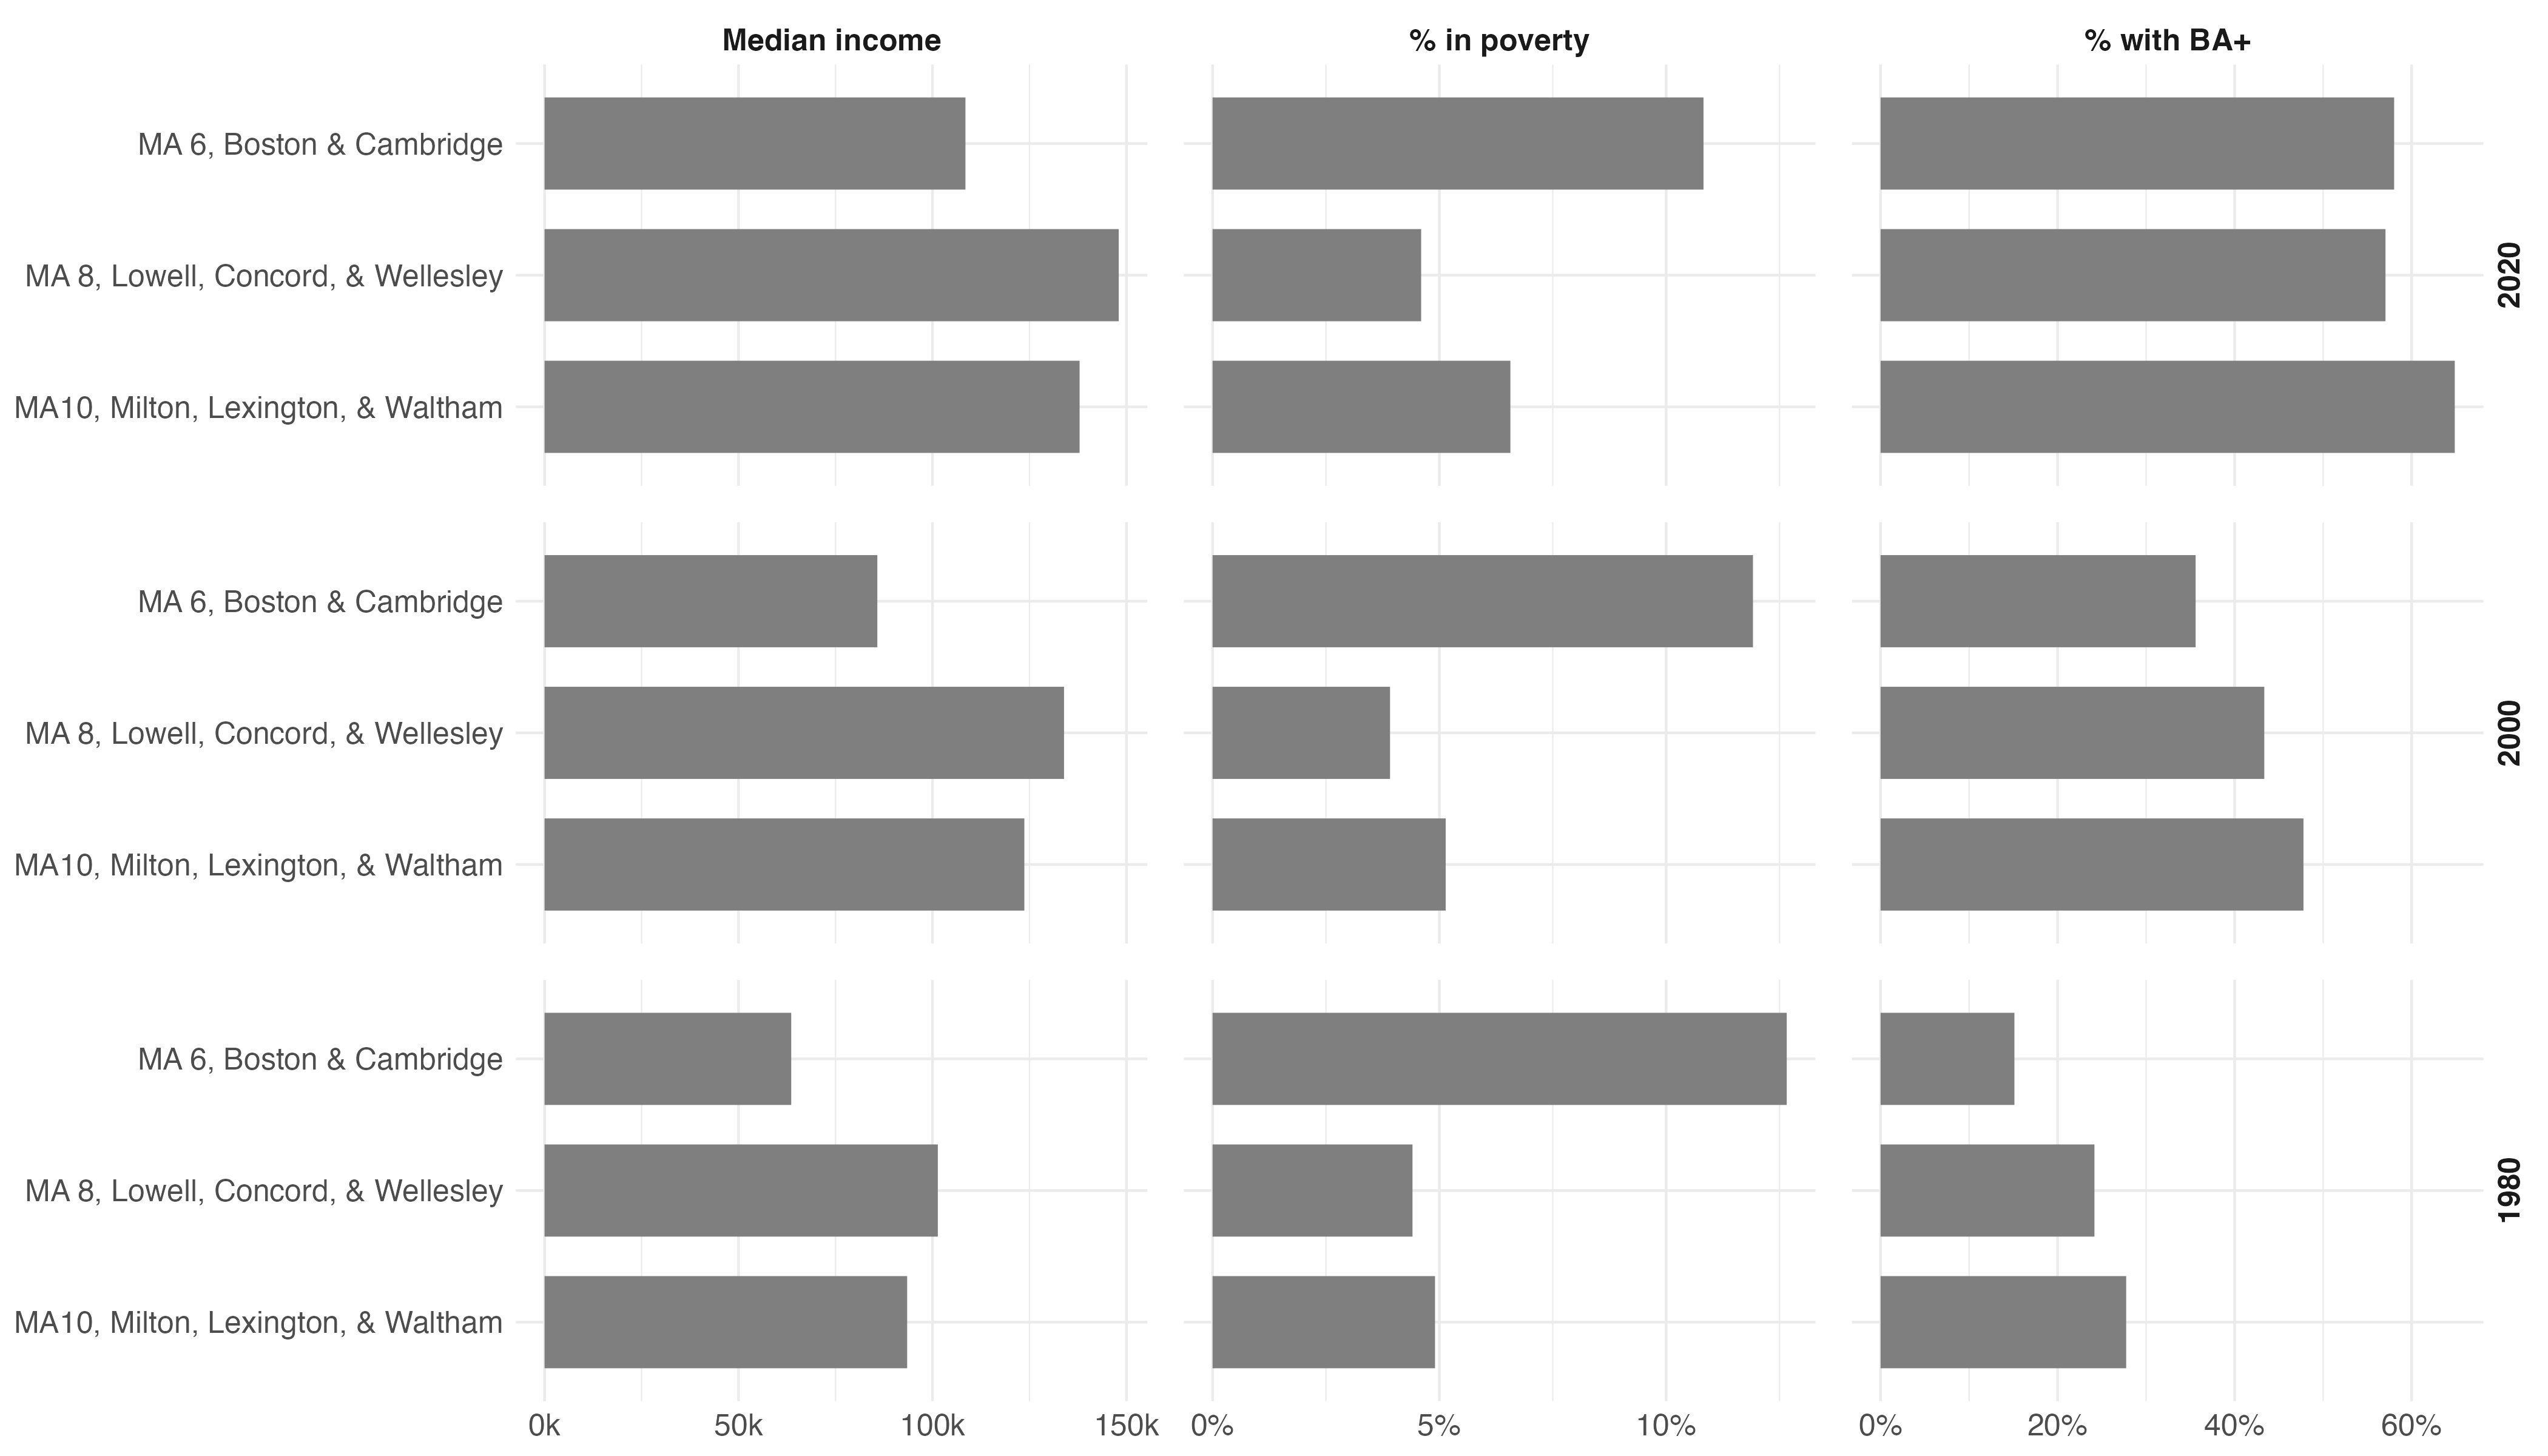 Median income
% in poverty
% with BA+
MA 6, Boston & Cambridge
MA 8, Lowell, Concord, & Wellesley
MA10, Milton, Lexington, & Waltham
2020
MA 6, Boston & Cambridge
MA 8, Lowell, Concord, & Wellesley
MA10, Milton, Lexington, & Waltham
2000
MA 6, Boston & Cambridge
MA 8, Lowell, Concord, & Wellesley
MA10, Milton, Lexington, & Waltham
1980
0k 50k 100k 150k
0% 5% 10%
0% 20% 40% 60%